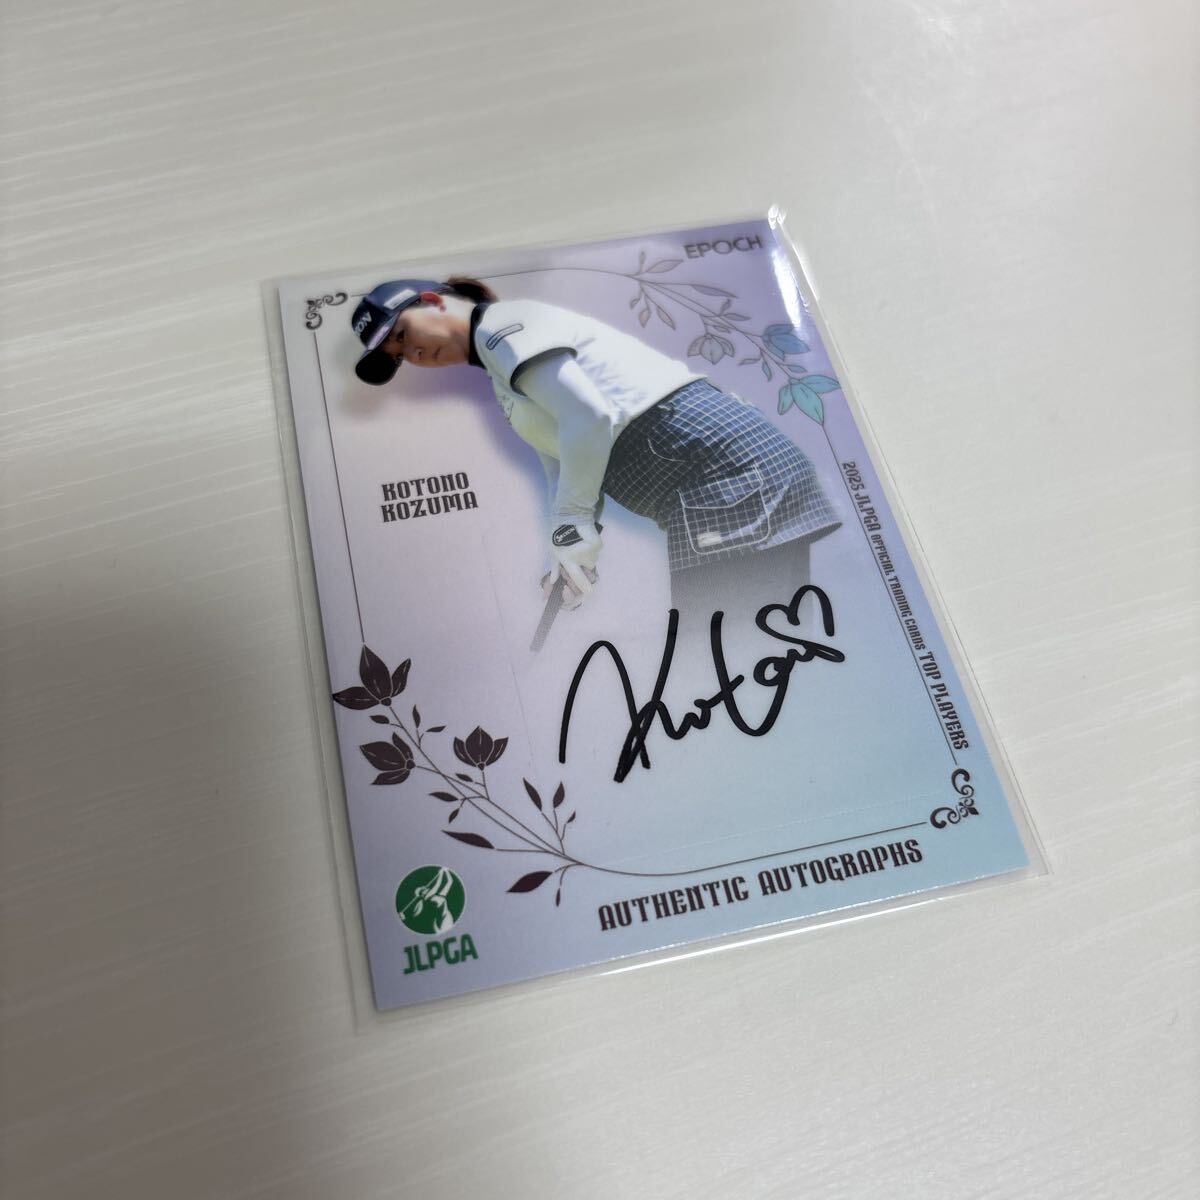 EPOCH
KOTONO
KOZUMA
2025 JLPGA OFFICIAL TRADING CARDS TOP PLAYERS
Kotono
AUTHENTIC AUTOGRAPHS
JLPGA